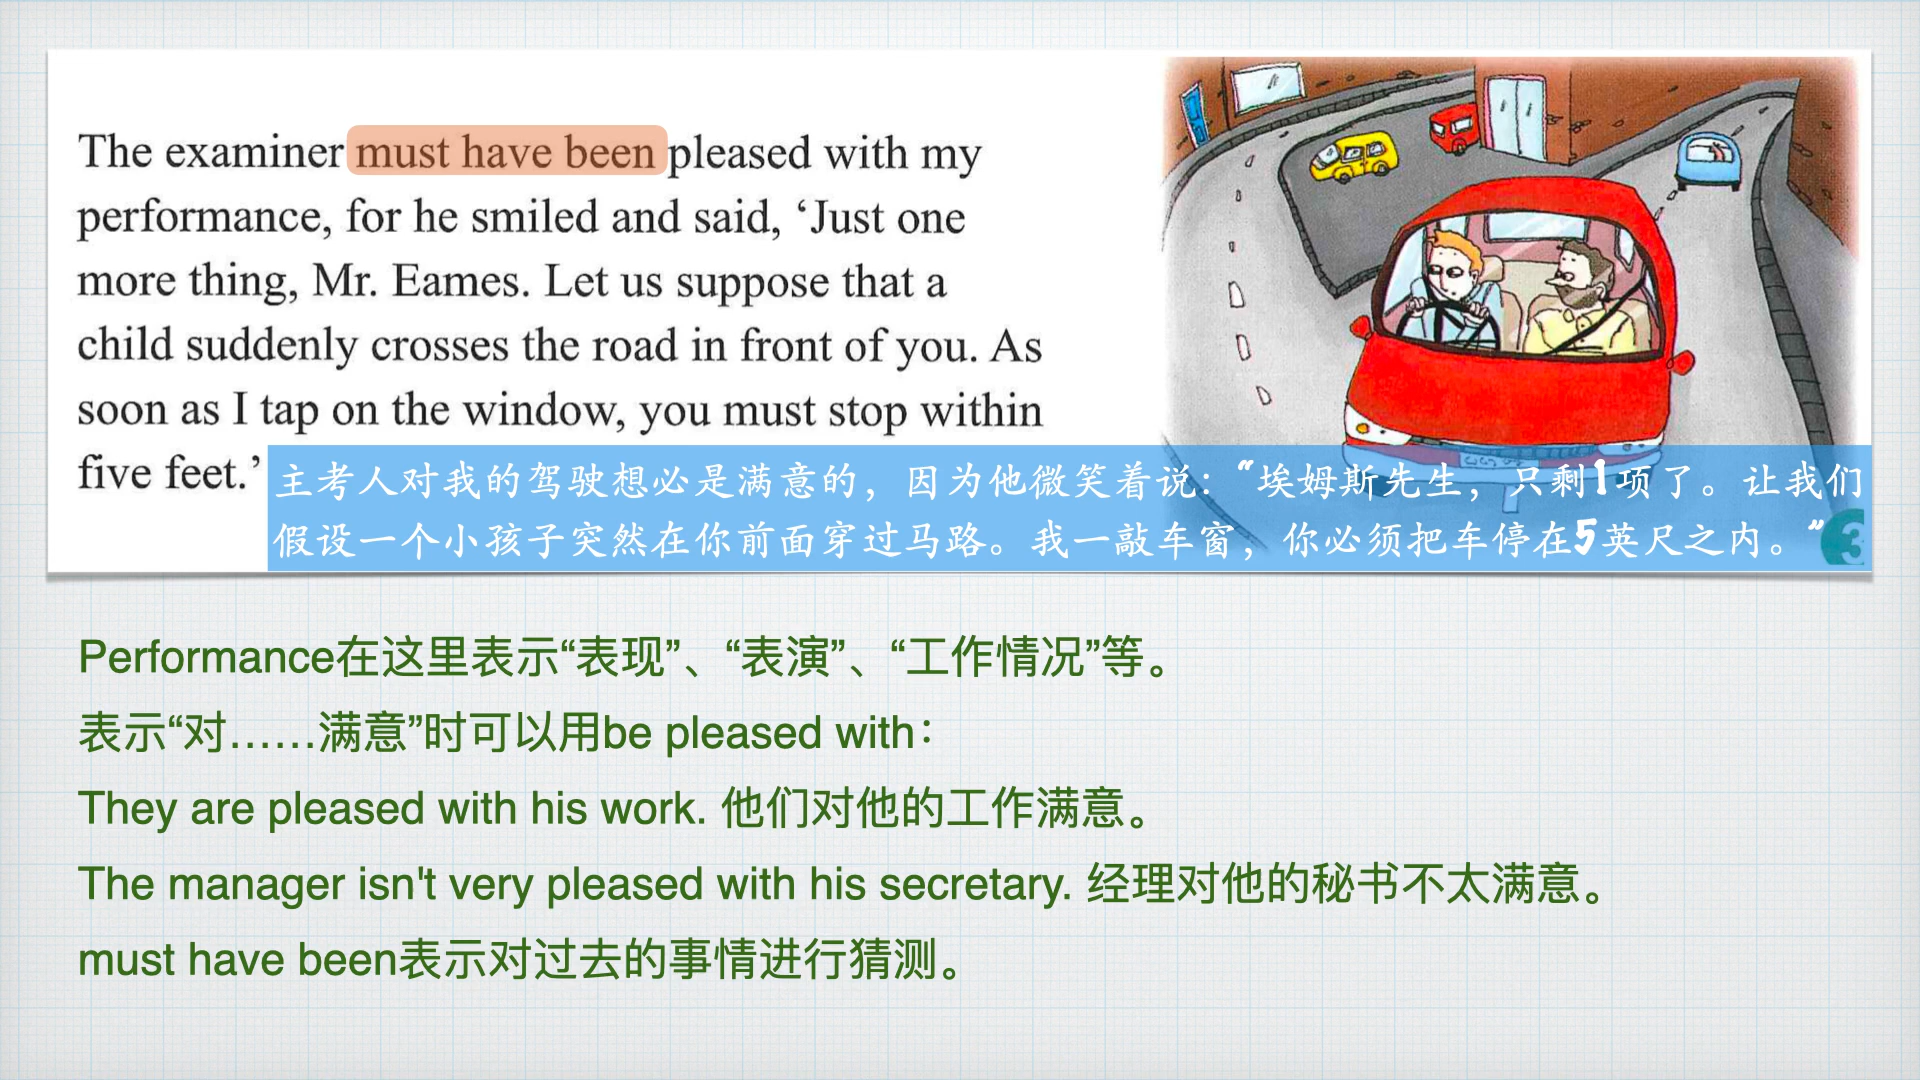 The examiner must have been pleased with my
performance, for he smiled and said, ‘Just one
more thing, Mr. Eames. Let us suppose that a
child suddenly crosses the road in front of you. As
soon as I tap on the window, you must stop within
five feet.’
主考人对我的驾驶想必是满意的，因为他微笑着说：“埃姆斯先生，只剩1项了。让我们
假设一个小孩子突然在你前面穿过马路。我一敲车窗，你必须把车停在5英尺之内。”
3
Performance在这里表示“表现”、“表演”、“工作情况”等。
表示“对……满意”时可以用be pleased with：
They are pleased with his work. 他们对他的工作满意。
The manager isn't very pleased with his secretary. 经理对他的秘书不太满意。
must have been表示对过去的事情进行猜测。